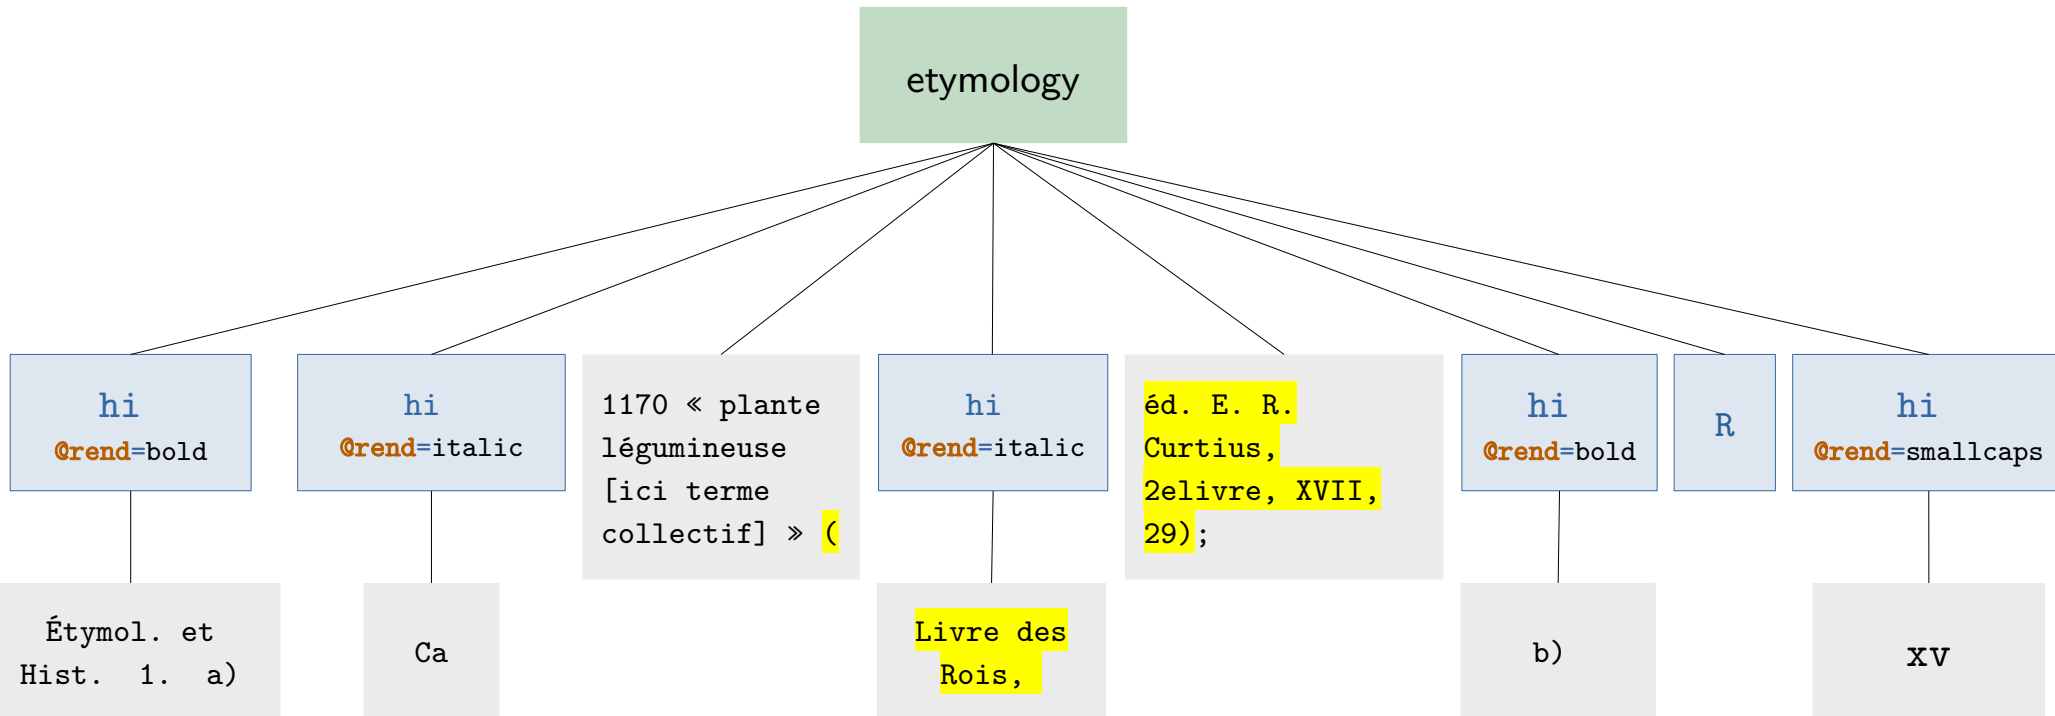 etymology
hi
@rend=bold
hi
@rend=italic
1170 « plante
légumineuse
[ici terme
collectif] » (
hi
@rend=italic
éd. E. R.
Curtius,
2elivre, XVII,
29);
hi
@rend=bold
R
hi
@rend=smallcaps
Étymol. et
Hist. 1. a)
Ca
Livre des
Rois,
b)
xv